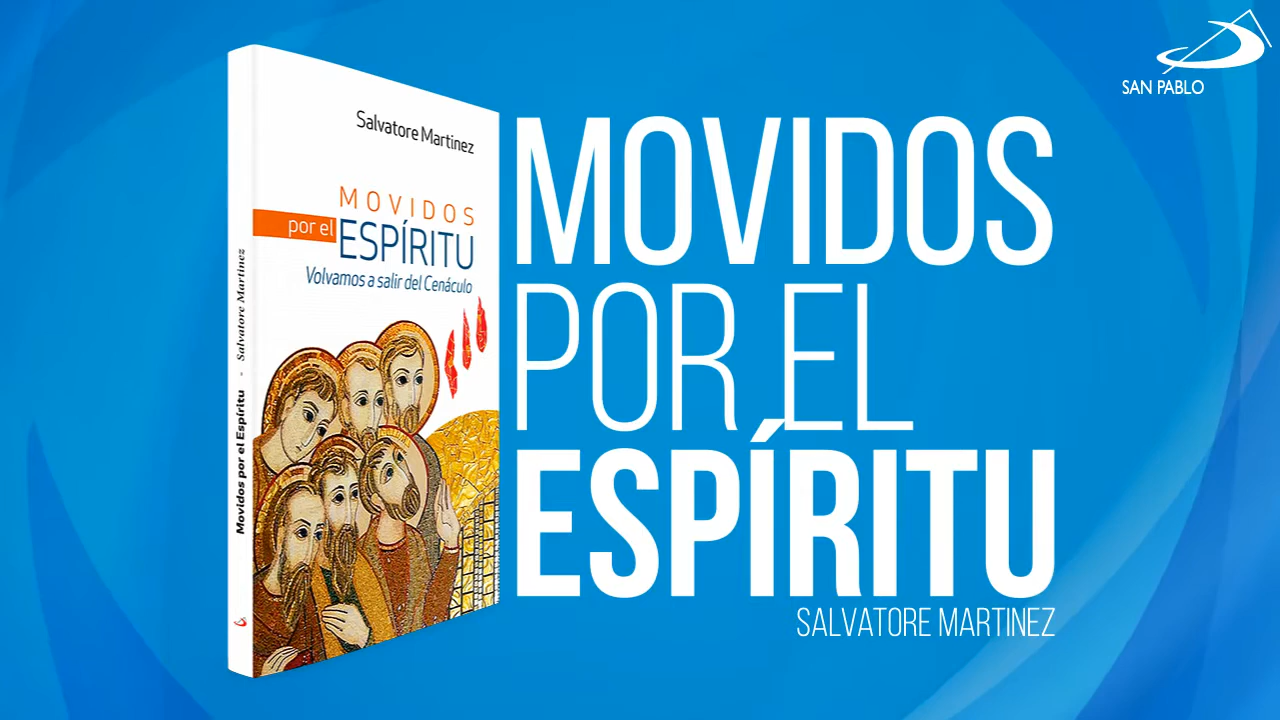 SAN PABLO
Salvatore Martinez
MOVIDOS
por el
ESPÍRITU
Volvamos a salir del Cenáculo
Movidos por el Espíritu - Salvatore Martinez
MOVIDOS
POR EL
ESPÍRITU
SALVATORE MARTINEZ